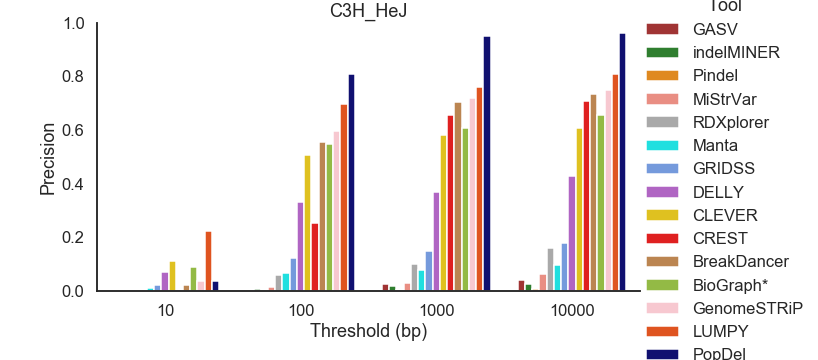 C3H_HeJ
Tool
1.0
0.8
0.6
0.4
0.2
0.0
Precision
10
100
1000
10000
Threshold (bp)
GASV
indelMINER
Pindel
MiStrVar
RDXplorer
Manta
GRIDSS
DELLY
CLEVER
CREST
BreakDancer
BioGraph*
GenomeSTRiP
LUMPY
PopDel